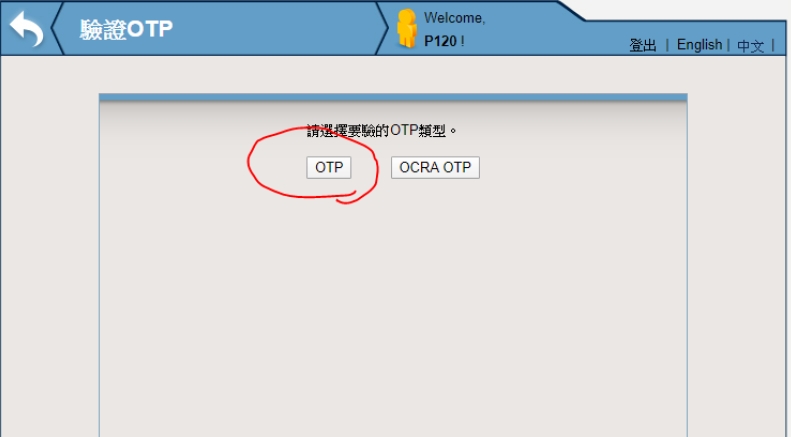 驗證OTP
Welcome,
P120 !
登出 | English | 中文 |
請選擇要驗的OTP類型。
OTP
OCRA OTP